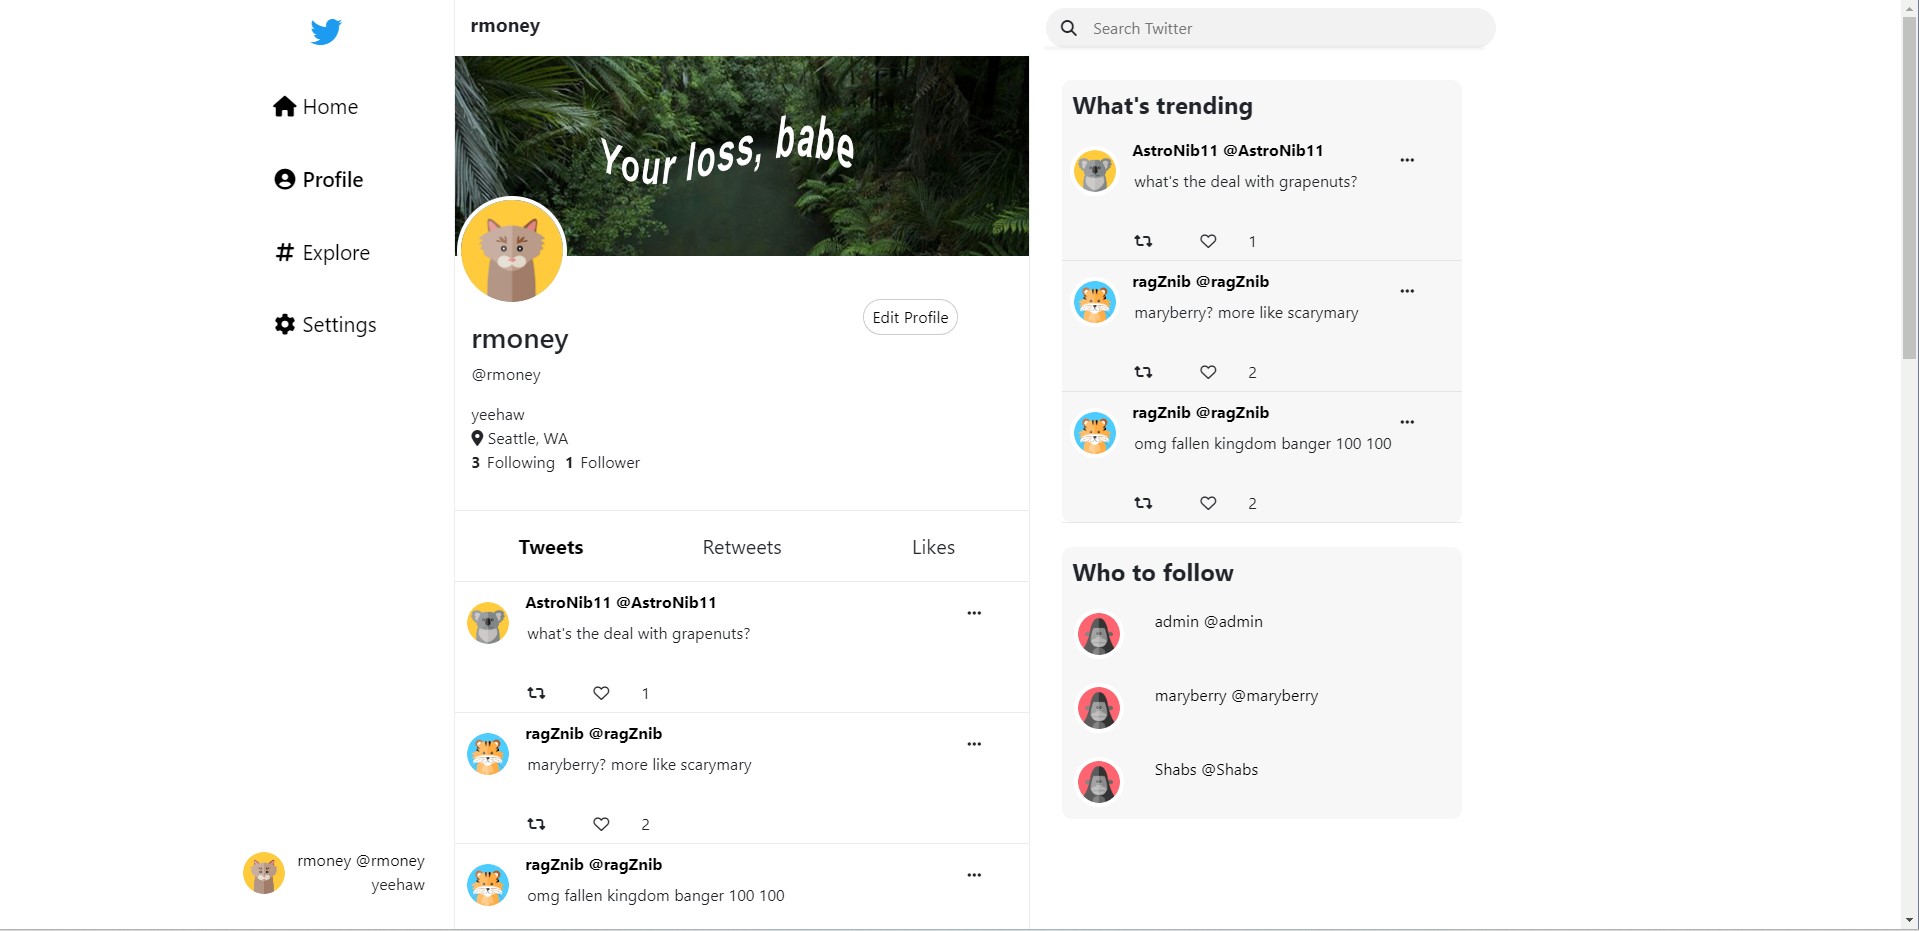 Home
Profile
Explore
Settings
rmoney @rmoney
yeehaw
rmoney
Your loss, babe
Edit Profile
rmoney
@rmoney
yeehaw
Seattle, WA
3 Following 1 Follower
Tweets Retweets Likes
AstroNib11 @AstroNib11
what's the deal with grapenuts?
1
ragZnib @ragZnib
maryberry? more like scarymary
2
ragZnib @ragZnib
omg fallen kingdom banger 100 100
Search Twitter
What's trending
AstroNib11 @AstroNib11
what's the deal with grapenuts?
1
ragZnib @ragZnib
maryberry? more like scarymary
2
ragZnib @ragZnib
omg fallen kingdom banger 100 100
2
Who to follow
admin @admin
maryberry @maryberry
Shabs @Shabs